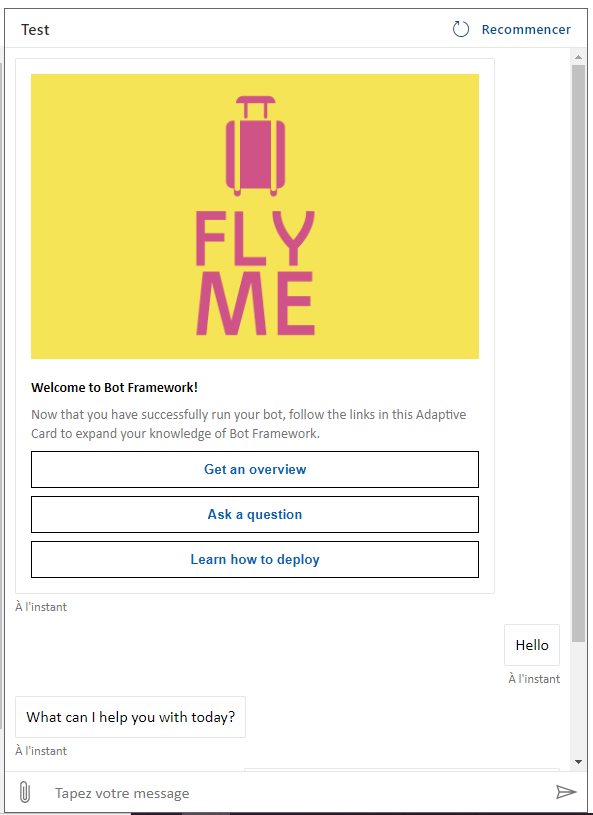 Test
Recommencer
FLY
ME
Welcome to Bot Framework!
Now that you have successfully run your bot, follow the links in this Adaptive
Card to expand your knowledge of Bot Framework.
Get an overview
Ask a question
Learn how to deploy
À l'instant
Hello
À l'instant
What can I help you with today?
À l'instant
Tapez votre message